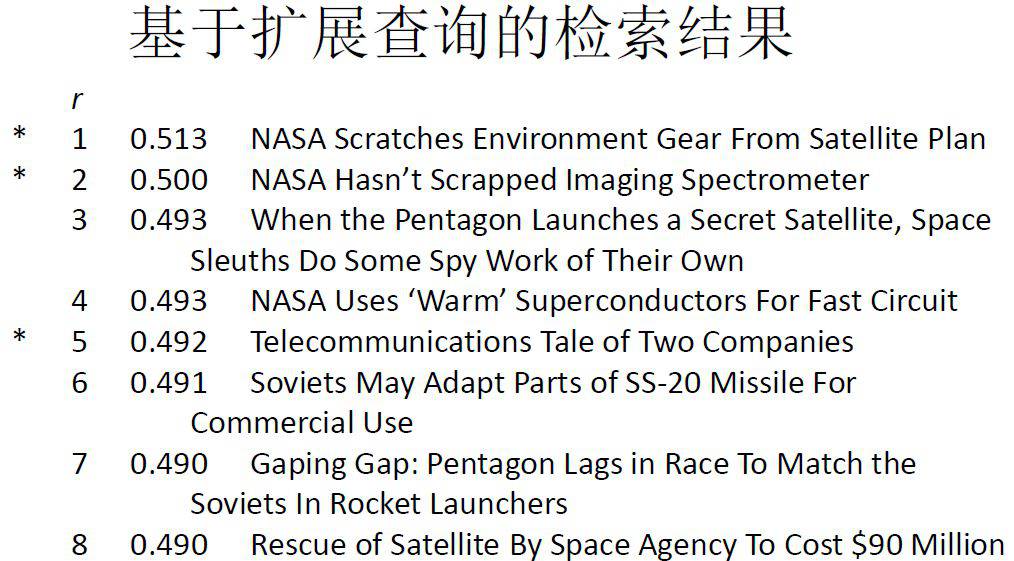 基于扩展查询的检索结果
r
* 1 0.513 NASA Scratches Environment Gear From Satellite Plan
* 2 0.500 NASA Hasn’t Scrapped Imaging Spectrometer
3 0.493 When the Pentagon Launches a Secret Satellite, Space
Sleuths Do Some Spy Work of Their Own
4 0.493 NASA Uses ‘Warm’ Superconductors For Fast Circuit
* 5 0.492 Telecommunications Tale of Two Companies
6 0.491 Soviets May Adapt Parts of SS-20 Missile For
Commercial Use
7 0.490 Gaping Gap: Pentagon Lags in Race To Match the
Soviets In Rocket Launchers
8 0.490 Rescue of Satellite By Space Agency To Cost $90 Million